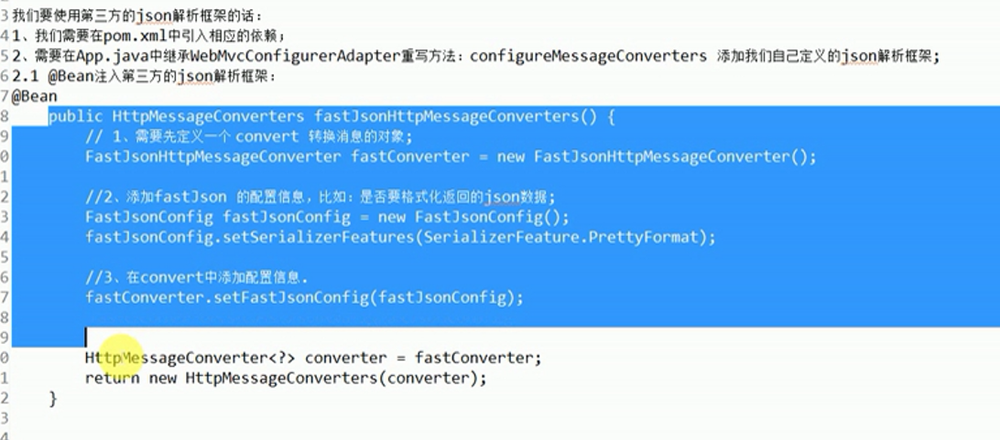 3我们要使用第三方的json解析框架的话：
41、我们需要在pom.xml中引入相应的依赖；
52、需要在App.java中继承WebMvcConfigurerAdapter重写方法：configureMessageConverters 添加我们自己定义的json解析框架；
62.1 @Bean注入第三方的json解析框架：
7@Bean
8    public HttpMessageConverters fastJsonHttpMessageConverters() {
9        // 1、需要先定义一个 convert 转换消息的对象；
0        FastJsonHttpMessageConverter fastConverter = new FastJsonHttpMessageConverter();
1
2        //2、添加fastJson 的配置信息，比如：是否要格式化返回的json数据；
3        FastJsonConfig fastJsonConfig = new FastJsonConfig();
4        fastJsonConfig.setSerializerFeatures(SerializerFeature.PrettyFormat);
5
6        //3、在convert中添加配置信息.
7        fastConverter.setFastJsonConfig(fastJsonConfig);
8
9
0        HttpMessageConverter<?> converter = fastConverter;
1        return new HttpMessageConverters(converter);
2    }
3
4